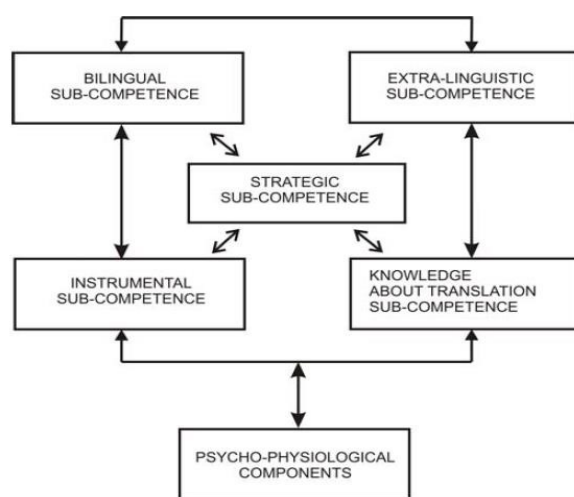 BILINGUAL
SUB-COMPETENCE
EXTRA-LINGUISTIC
SUB-COMPETENCE
STRATEGIC
SUB-COMPETENCE
INSTRUMENTAL
SUB-COMPETENCE
KNOWLEDGE
ABOUT TRANSLATION
SUB-COMPETENCE
PSYCHO-PHYSIOLOGICAL
COMPONENTS